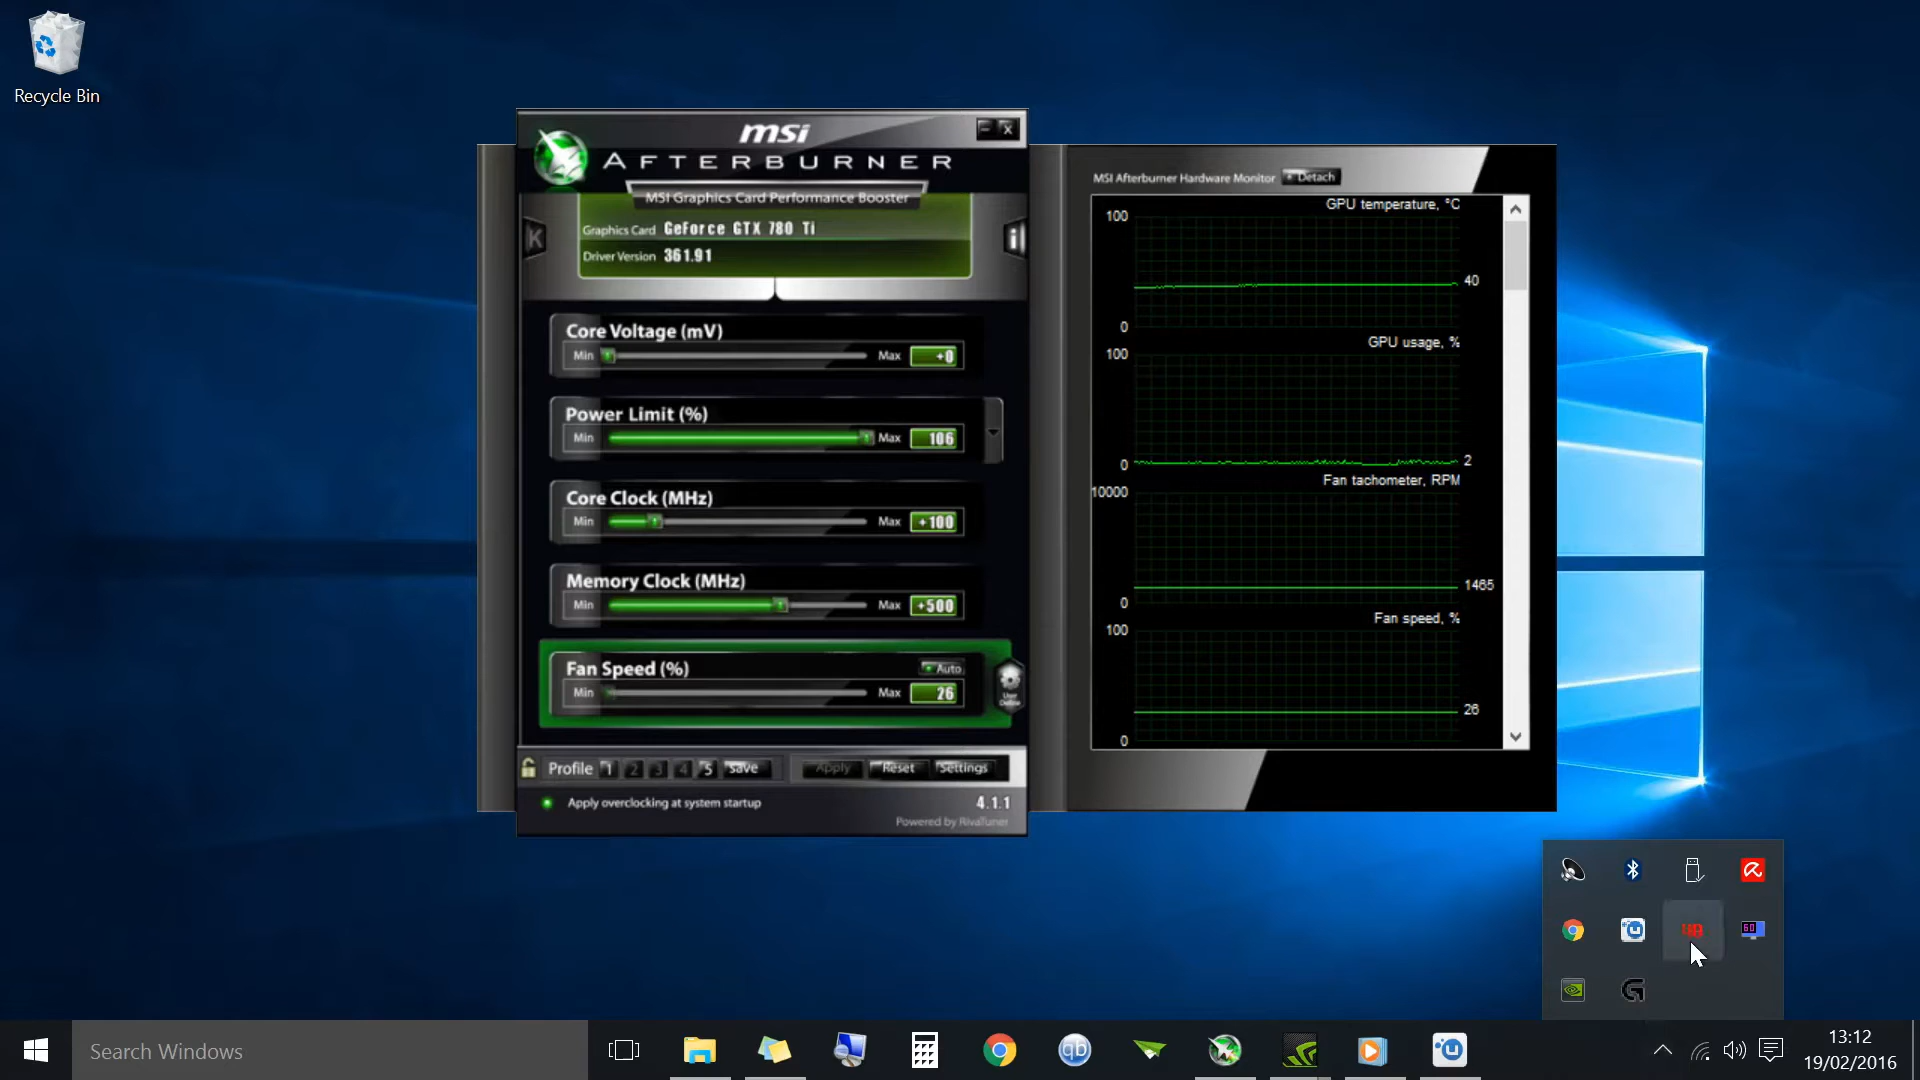 Recycle Bin
msi
AFTERBURNER
MSI Graphics Card Performance Booster
K
i
Graphics Card GeForce GTX 780 Ti
Driver Version 361.91
Core Voltage (mV)
Min Max +0
Power Limit (%)
Min Max 106
Core Clock (MHz)
Min Max +100
Memory Clock (MHz)
Min Max +500
Fan Speed (%)
Auto
Min Max 26
User
Define
Profile 1 2 3 4 5 Save Apply Reset Settings
Apply overclocking at system startup 4.1.1
Powered by RivaTuner
MSI Afterburner Hardware Monitor Detach
GPU temperature, °C
100
40
0
GPU usage, %
100
2
0
Fan tachometer, RPM
10000
1465
0
Fan speed, %
100
26
0
60
Search Windows
qb
13:12
19/02/2016